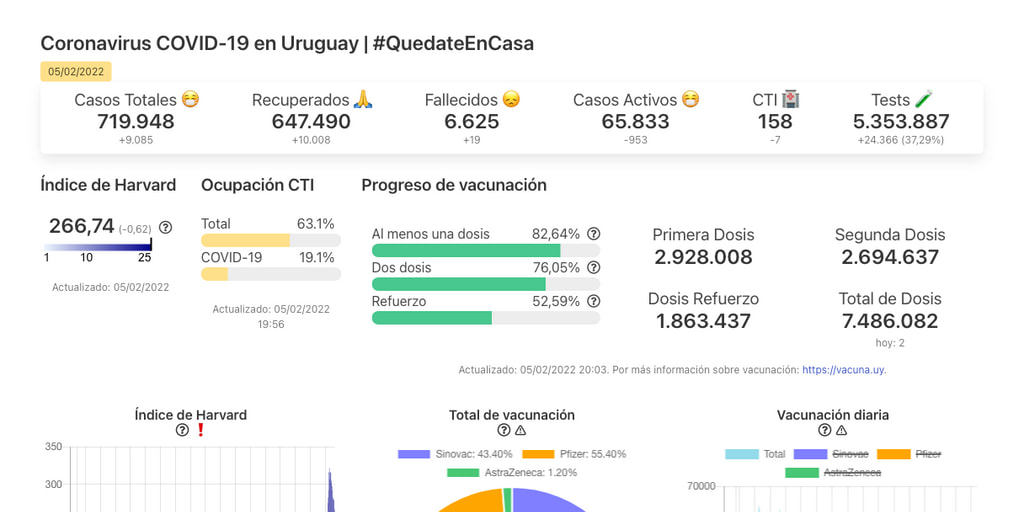 Coronavirus COVID-19 en Uruguay | #QuedateEnCasa
05/02/2022
Casos Totales 😷 Recuperados 🙏 Fallecidos 😞 Casos Activos 😷 CTI 🏥 Tests 🧪
719.948 647.490 6.625 65.833 158 5.353.887
+9.085 +10.008 +19 -953 -7 +24.366 (37,29%)
Índice de Harvard Ocupación CTI Progreso de vacunación
266,74 (-0,62)
1 10 25
Actualizado: 05/02/2022
Total 63.1%
COVID-19 19.1%
Actualizado: 05/02/2022
19:56
Al menos una dosis 82,64%
Dos dosis 76,05%
Refuerzo 52,59%
Primera Dosis Segunda Dosis
2.928.008 2.694.637
Dosis Refuerzo Total de Dosis
1.863.437 7.486.082
hoy: 2
Actualizado: 05/02/2022 20:03. Por más información sobre vacunación: https://vacuna.uy.
Índice de Harvard
❗
350
300
Total de vacunación
Sinovac: 43.40% Pfizer: 55.40%
AstraZeneca: 1.20%
Vacunación diaria
Total Sinovac Pfizer
AstraZeneca
70000